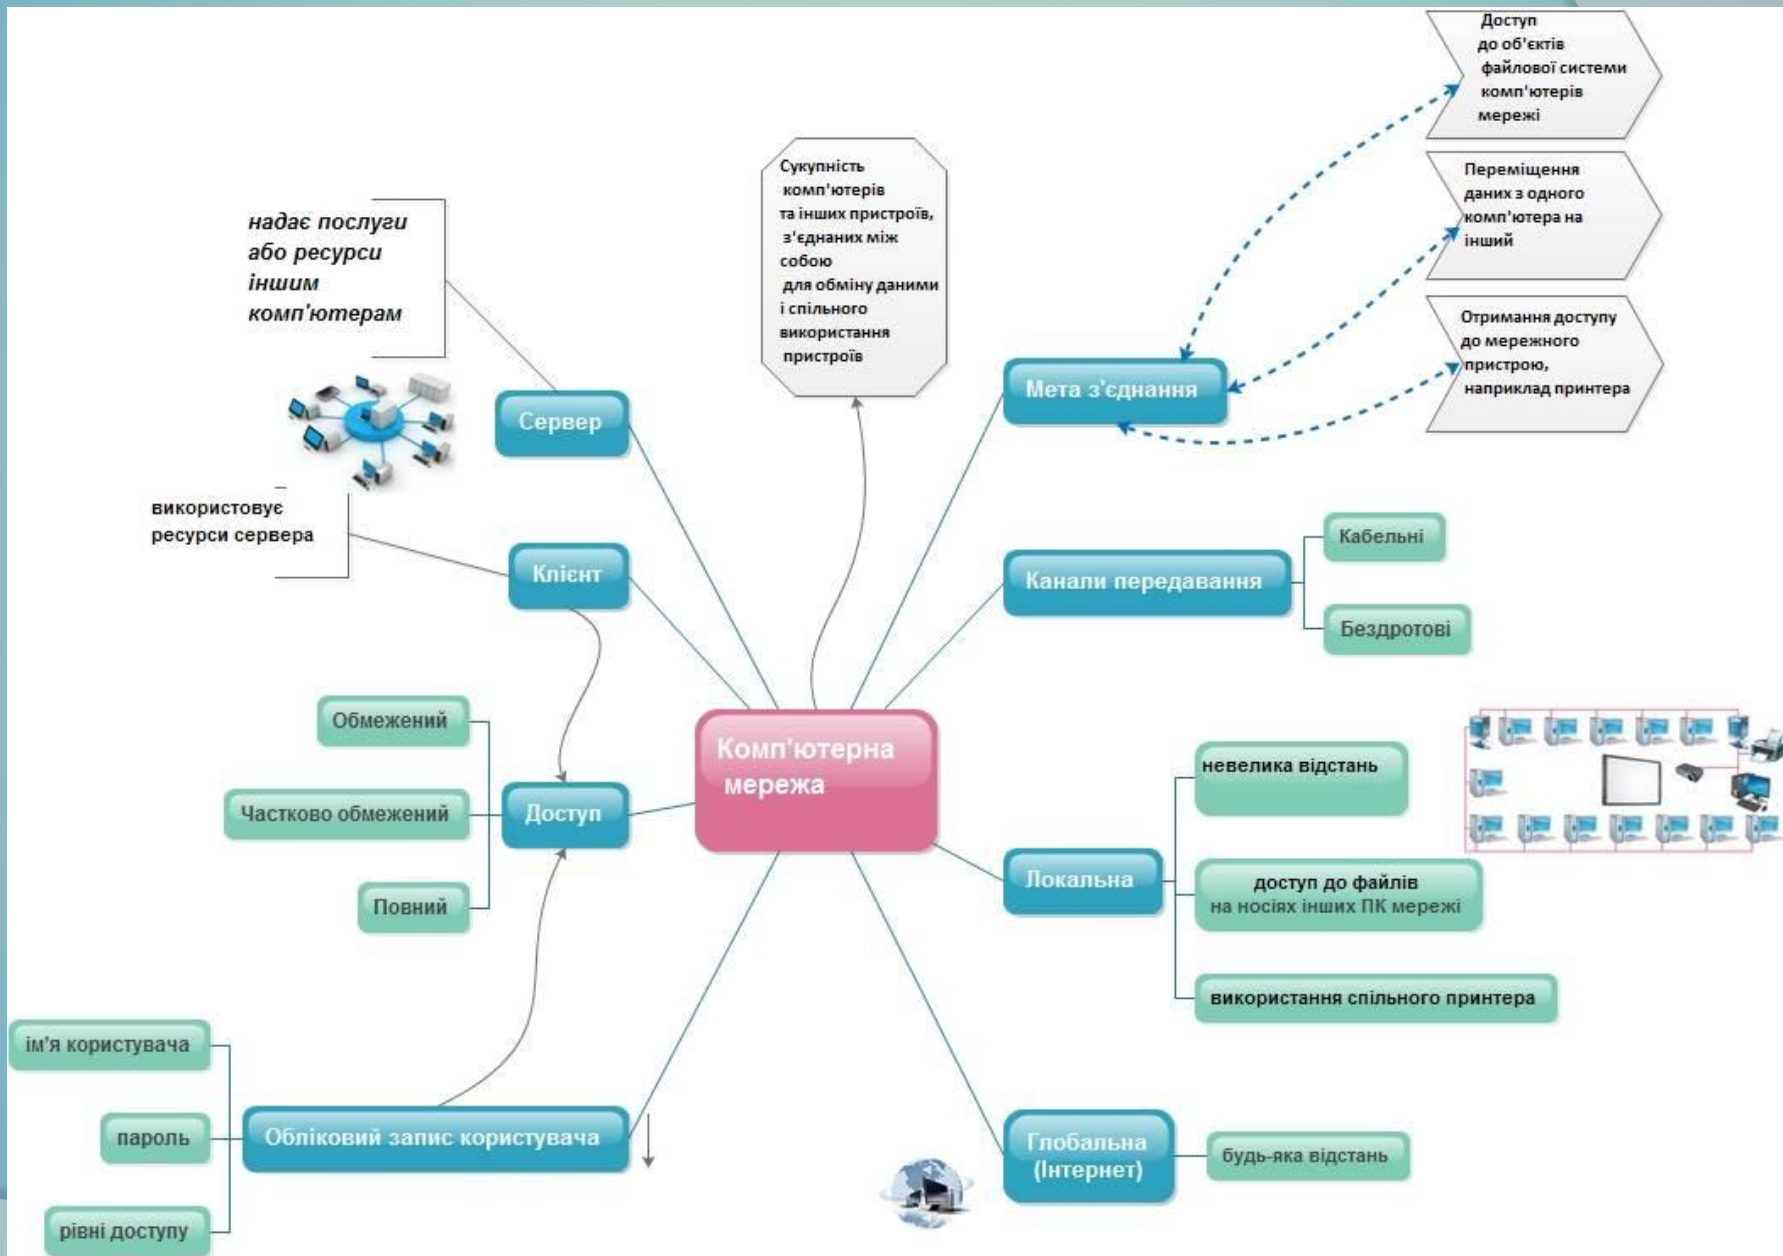 Доступ
до об'єктів
файлової системи
комп'ютерів
мережі
Переміщення
даних з одного
комп'ютера на
інший
Отримання доступу
до мережного
пристрою,
наприклад принтера
Сукупність
комп'ютерів
та інших пристроїв,
з'єднаних між
собою
для обміну даними
і спільного
використання
пристроїв
надає послуги
або ресурси
іншим
комп'ютерам
Сервер
Мета з'єднання
використовує
ресурси сервера
Клієнт
Канали передавання
Кабельні
Бездротові
Обмежений
Частково обмежений
Повний
Доступ
Комп'ютерна
мережа
Локальна
невелика відстань
доступ до файлів
на носіях інших ПК мережі
використання спільного принтера
ім'я користувача
пароль
рівні доступу
Обліковий запис користувача
Глобальна
(Інтернет)
будь-яка відстань